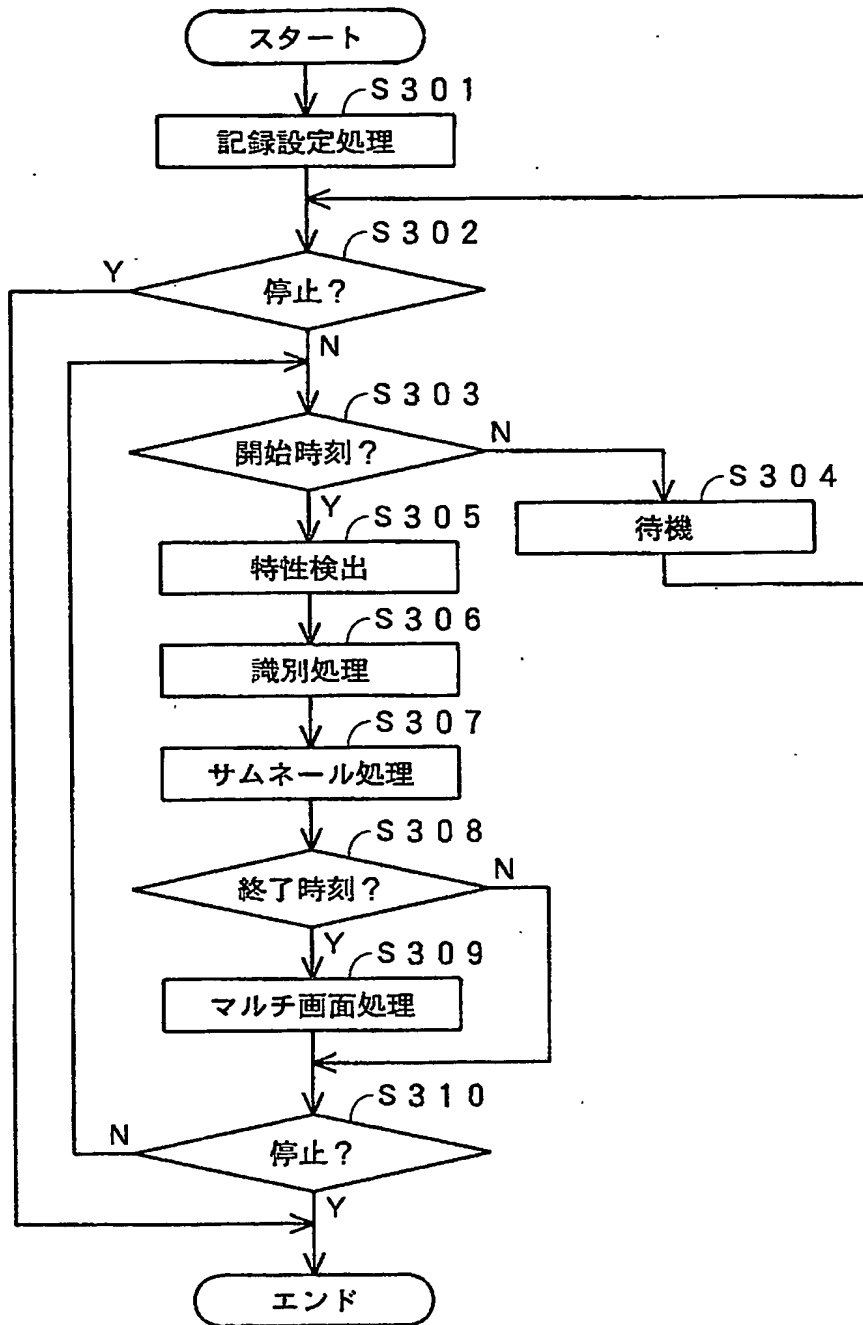 スタート
S301
記録設定処理
S302
Y
停止？
N
S303
開始時刻？
N
S304
待機
Y
S305
特性検出
S306
識別処理
S307
サムネール処理
S308
終了時刻？
N
Y
S309
マルチ画面処理
S310
N
停止？
Y
エンド